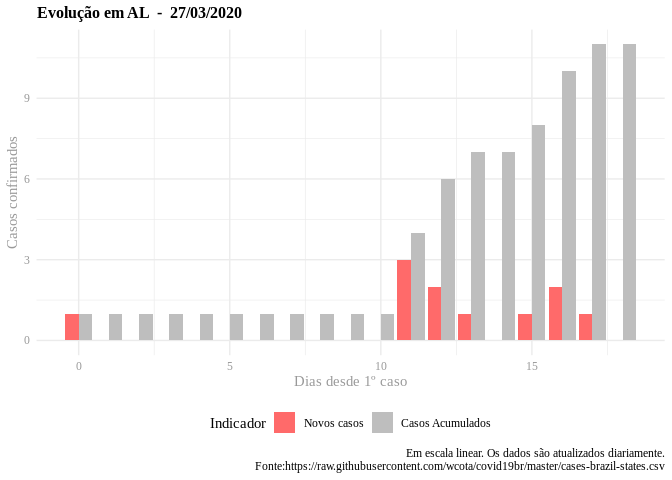 Evolução em AL  -  27/03/2020
Casos confirmados
9
6
3
0
0 5 10 15
Dias desde 1º caso
Indicador Novos casos Casos Acumulados
Em escala linear. Os dados são atualizados diariamente.
Fonte:https://raw.githubusercontent.com/wcota/covid19br/master/cases-brazil-states.csv